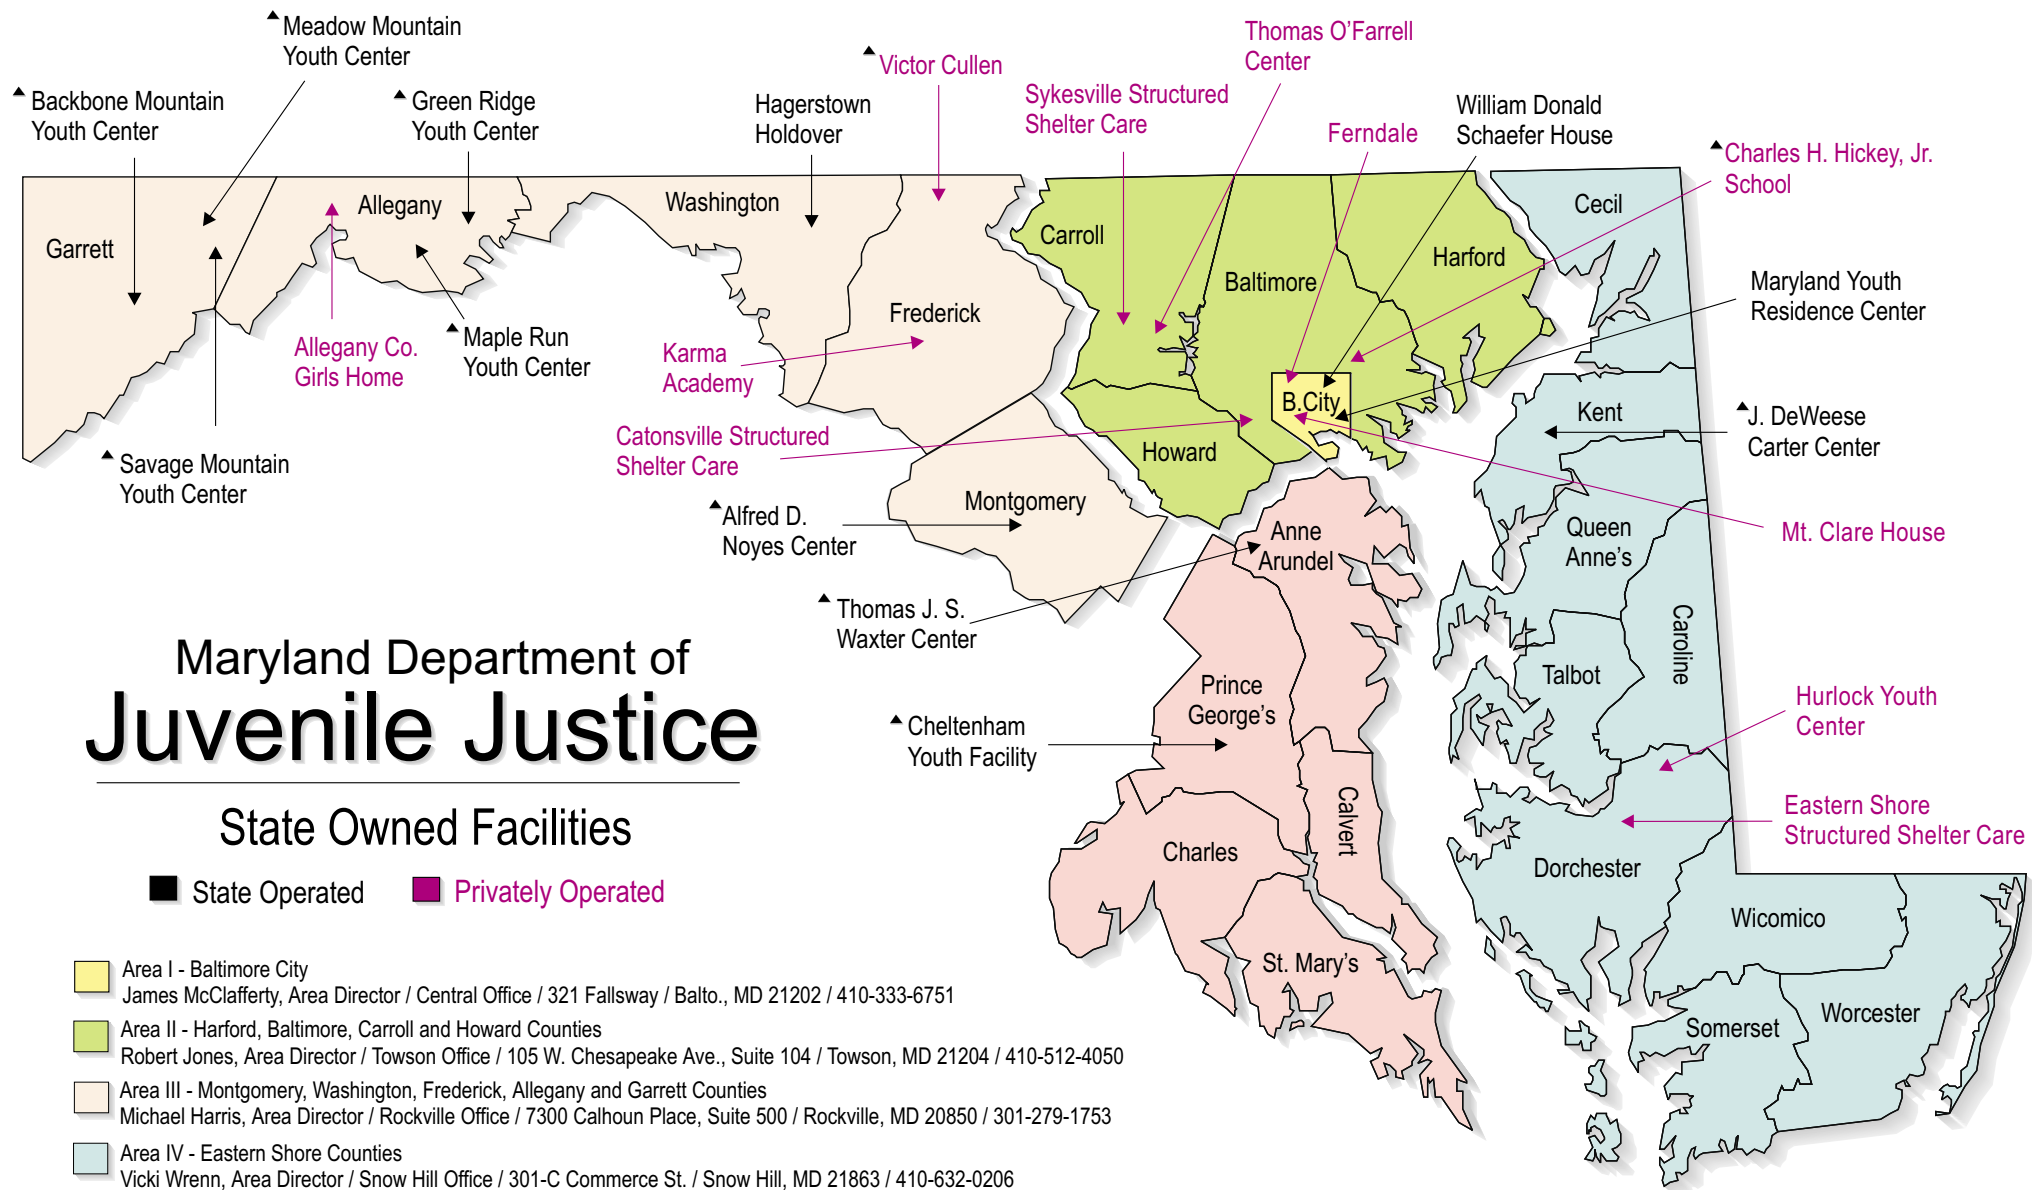 ▲ Meadow Mountain
Youth Center
▲ Backbone Mountain
Youth Center
▲ Green Ridge
Youth Center
Hagerstown
Holdover
▲ Victor Cullen
Sykesville Structured
Shelter Care
Thomas O'Farrell
Center
Ferndale
William Donald
Schaefer House
▲ Charles H. Hickey, Jr.
School
Garrett
Allegany
Washington
Frederick
Carroll
Baltimore
Harford
Cecil
Maryland Youth
Residence Center
Allegany Co.
Girls Home
▲ Maple Run
Youth Center
Karma
Academy
B.City
Kent
▲ J. DeWeese
Carter Center
▲ Savage Mountain
Youth Center
Catonsville Structured
Shelter Care
Howard
Montgomery
▲ Alfred D.
Noyes Center
Anne
Arundel
Queen
Anne's
Mt. Clare House
▲ Thomas J. S.
Waxter Center
Caroline
Talbot
Prince
George's
Hurlock Youth
Center
▲ Cheltenham
Youth Facility
Calvert
Eastern Shore
Structured Shelter Care
Charles
Dorchester
Wicomico
St. Mary's
Somerset
Worcester
Maryland Department of
Juvenile Justice
State Owned Facilities
State Operated
Privately Operated
Area I - Baltimore City
James McClafferty, Area Director / Central Office / 321 Fallsway / Balto., MD 21202 / 410-333-6751
Area II - Harford, Baltimore, Carroll and Howard Counties
Robert Jones, Area Director / Towson Office / 105 W. Chesapeake Ave., Suite 104 / Towson, MD 21204 / 410-512-4050
Area III - Montgomery, Washington, Frederick, Allegany and Garrett Counties
Michael Harris, Area Director / Rockville Office / 7300 Calhoun Place, Suite 500 / Rockville, MD 20850 / 301-279-1753
Area IV - Eastern Shore Counties
Vicki Wrenn, Area Director / Snow Hill Office / 301-C Commerce St. / Snow Hill, MD 21863 / 410-632-0206